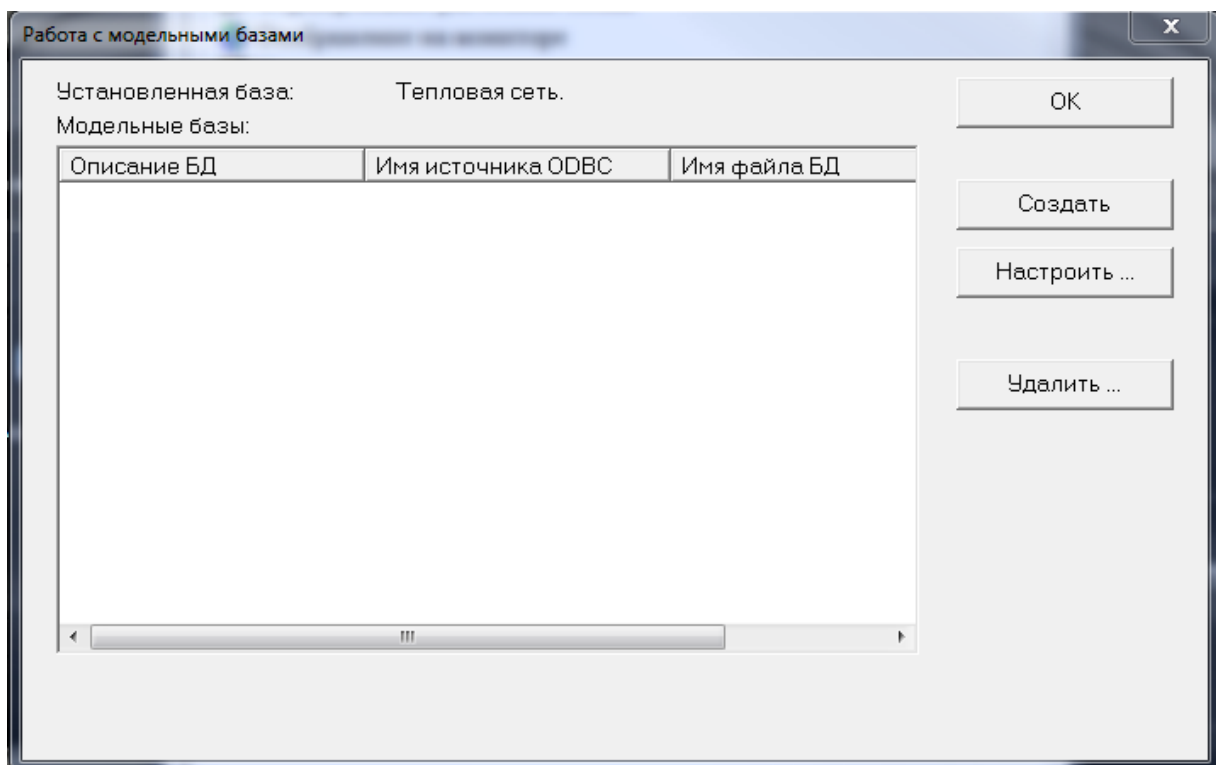 Работа с модельными базами
Установленная база: Тепловая сеть.
Модельные базы:
Описание БД Имя источника ODBC Имя файла БД
OK
Создать
Настроить ...
Удалить ...